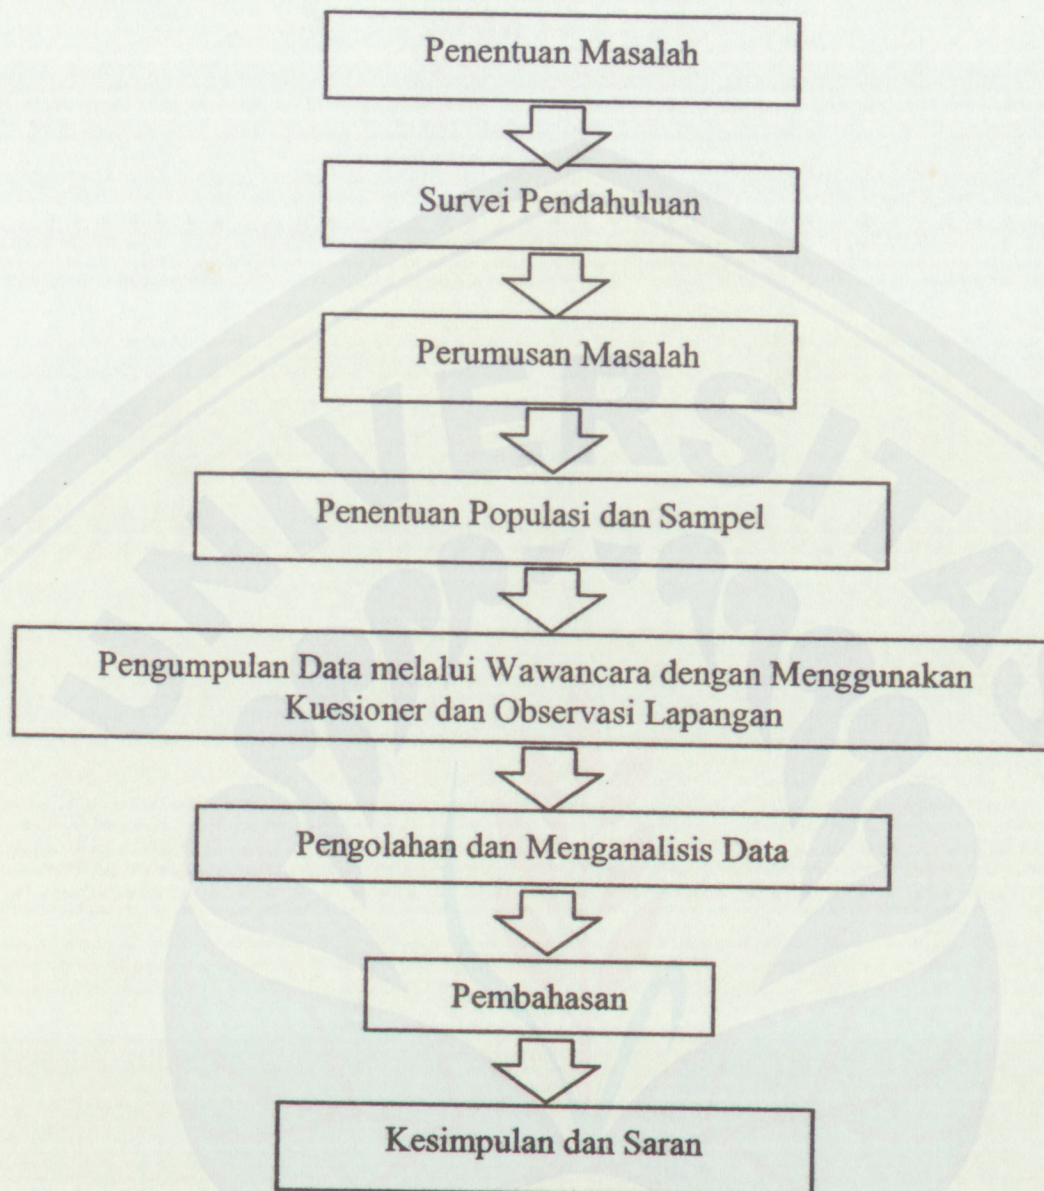 Penentuan Masalah
Survei Pendahuluan
Perumusan Masalah
UNIVERSITAS
Penentuan Populasi dan Sampel
Pengumpulan Data melalui Wawancara dengan Menggunakan
Kuesioner dan Observasi Lapangan
Pengolahan dan Menganalisis Data
Pembahasan
Kesimpulan dan Saran